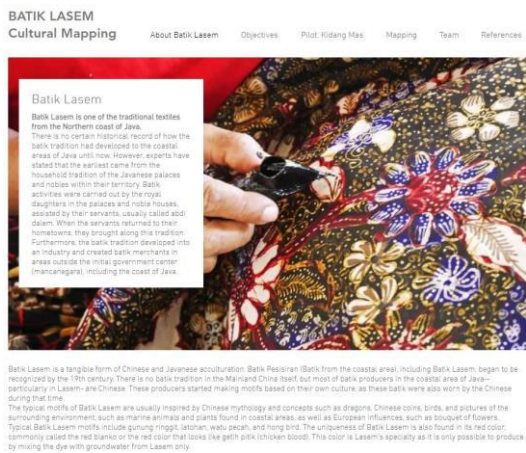 BATIK LASEM
Cultural Mapping
About Batik Lasem Objectives Pilot: Kidang Mas Mapping Team References
Batik Lasem
Batik Lasem is one of the traditional textiles
from the Northern coast of Java.
There is no certain historical record of how the
batik tradition had developed to the coastal
areas of Java until now. However, experts have
stated that the earliest came from the
household tradition of the Javanese palaces
and nobles within their territory. Batik
activities were carried out by the royal
daughters in the palaces and noble houses,
assisted by their servants, usually called abdi
dalem. When the servants returned to their
hometowns, they brought along this tradition.
Furthermore, the batik tradition developed into
an industry and created batik merchants in
areas outside the initial government center
(mancanegara), including the coast of Java.
Batik Lasem is a tangible form of Chinese and Javanese acculturation. Batik Pesisiran (Batik from the coastal area), including Batik Lasem, began to be
recognized by the 19th century. There is no batik tradition in the Mainland China itself, but most of batik producers in the coastal area of Java--
particularly in Lasem- are Chinese. These producers started making motifs based on their own culture, as these batik were also worn by the Chinese
during that time.
The typical motifs of Batik Lasem are usually inspired by Chinese mythology and concepts such as dragons, Chinese coins, birds, and pictures of the
surrounding environment, such as marine animals and plants found in coastal areas, as well as European influences, such as bouquet of flowers.
Typical Batik Lasem motifs include gunung ringgit, latohan, watu pecah, and hong bird. The uniqueness of Batik Lasem is also found in its red color,
commonly called the red blanko or the red color that looks like getih pitik (chicken blood). This color is Lasem's specialty as it is only possible to produce
by mixing the dye with groundwater from Lasem only.